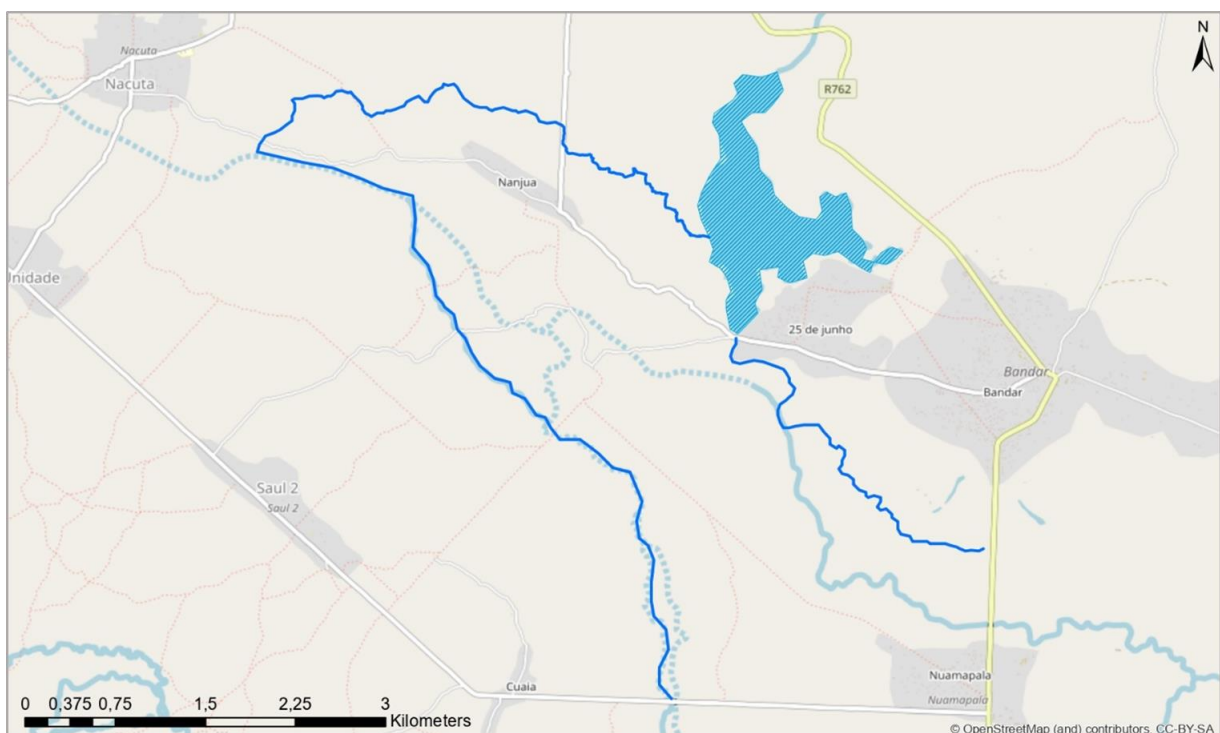 N
Nacuta
Nacuta
R762
Nanjua
Unidade
25 de junho
Bandar
Bandar
Saul 2
Saul 2
Nuamapala
Cuaia
Nuamapala
0 0,375 0,75 1,5 2,25 3
Kilometers
© OpenStreetMap (and) contributors, CC-BY-SA